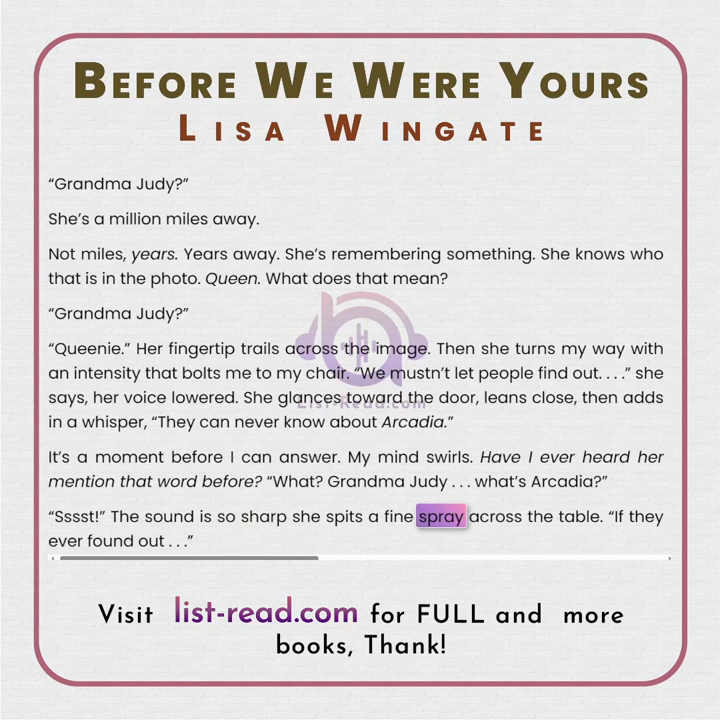 Before We Were Yours
Lisa Wingate
“Grandma Judy?”
She’s a million miles away.
Not miles, years. Years away. She’s remembering something. She knows who
that is in the photo. Queen. What does that mean?
“Grandma Judy?”
“Queenie.” Her fingertip trails across the image. Then she turns my way with
an intensity that bolts me to my chair. “We mustn’t let people find out. . . .” she
says, her voice lowered. She glances toward the door, leans close, then adds
List-Read.com
in a whisper, “They can never know about Arcadia.”
It’s a moment before I can answer. My mind swirls. Have I ever heard her
mention that word before? “What? Grandma Judy . . . what’s Arcadia?”
“Sssst!” The sound is so sharp she spits a fine spray across the table. “If they
ever found out . . .”
Visit list-read.com for FULL and more
books, Thank!